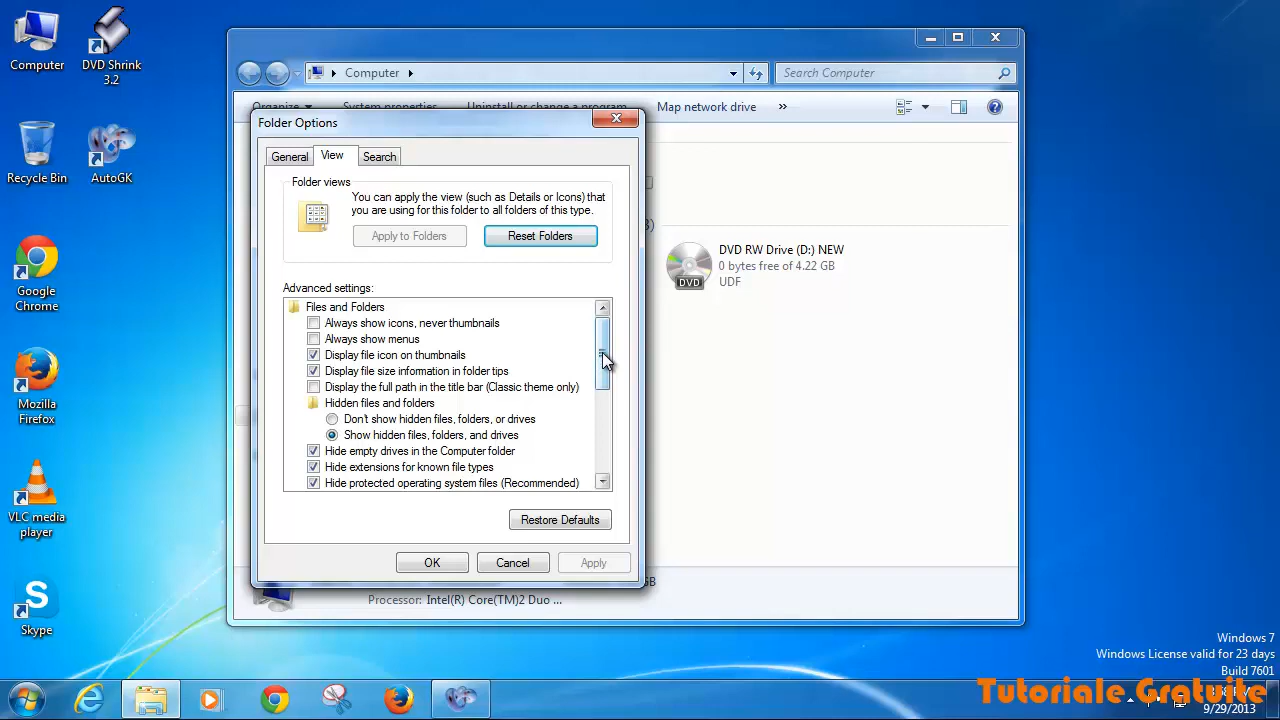 Computer
DVD Shrink
3.2
Recycle Bin
AutoGK
Google
Chrome
Mozilla
Firefox
VLC media
player
Skype
Computer
Search Computer
Organize
System properties
Uninstall or change a program
Map network drive
»
Folder Options
General
View
Search
Folder views
You can apply the view (such as Details or Icons) that
you are using for this folder to all folders of this type.
Apply to Folders
Reset Folders
Advanced settings:
Files and Folders
Always show icons, never thumbnails
Always show menus
Display file icon on thumbnails
Display file size information in folder tips
Display the full path in the title bar (Classic theme only)
Hidden files and folders
Don't show hidden files, folders, or drives
Show hidden files, folders, and drives
Hide empty drives in the Computer folder
Hide extensions for known file types
Hide protected operating system files (Recommended)
Restore Defaults
OK
Cancel
Apply
3)
DVD RW Drive (D:) NEW
0 bytes free of 4.22 GB
UDF
DVD
GB
Processor: Intel(R) Core(TM)2 Duo ...
Windows 7
Windows License valid for 23 days
Build 7601
Tutoriale Gratuite
9/29/2013